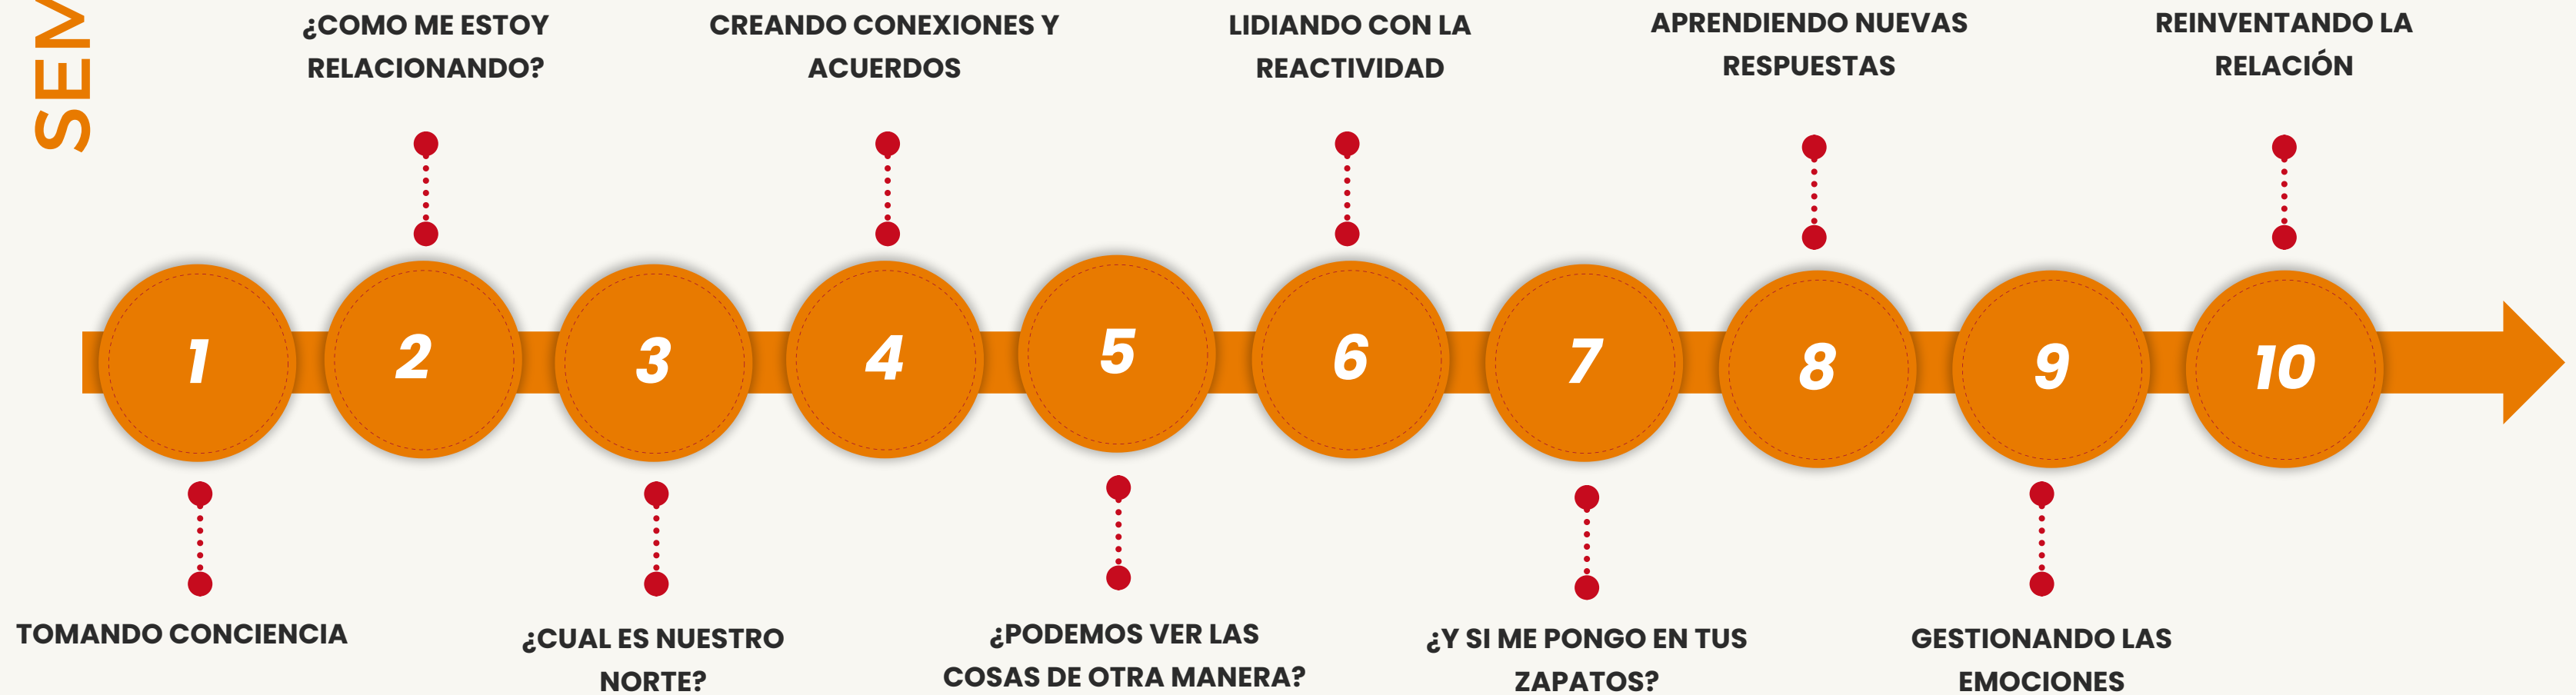 SEM
¿COMO ME ESTOY
RELACIONANDO?
CREANDO CONEXIONES Y
ACUERDOS
LIDIANDO CON LA
REACTIVIDAD
APRENDIENDO NUEVAS
RESPUESTAS
REINVENTANDO LA
RELACIÓN
1
2
3
4
5
6
7
8
9
10
TOMANDO CONCIENCIA
¿CUAL ES NUESTRO
NORTE?
¿PODEMOS VER LAS
COSAS DE OTRA MANERA?
¿Y SI ME PONGO EN TUS
ZAPATOS?
GESTIONANDO LAS
EMOCIONES